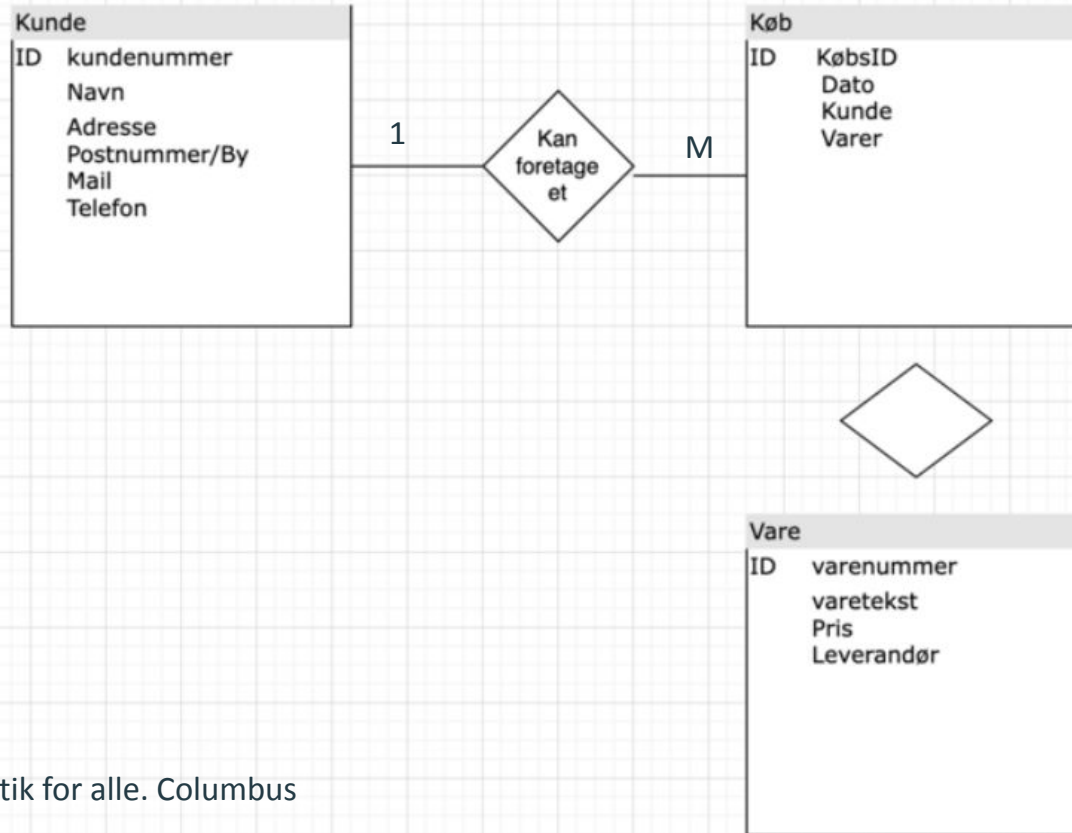 Kunde
ID kundenummer
Navn
Adresse
Postnummer/By
Mail
Telefon
1
Kan
foretage
et
M
Køb
ID KøbsID
Dato
Kunde
Varer
Vare
ID varenummer
varetekst
Pris
Leverandør
tik for alle. Columbus